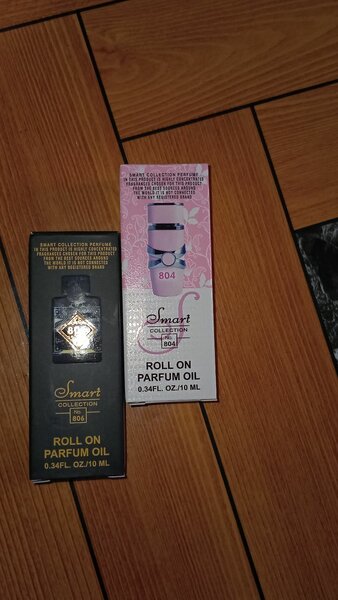 SMART COLLECTION PERFUME
IN THIS PRODUCT IS HIGHLY CONCENTRATED
FRAGRANCES CHOSEN FOR THIS PRODUCT
FROM THE BEST SOURCES AROUND
THE WORLD IT IS NOT CONNECTED
WITH ANY REGISTERED BRAND
804
Smart
COLLECTION
No.
804
ROLL ON
PARFUM OIL
0.34FL. OZ./10 ML
SMART COLLECTION PERFUME
IN THIS PRODUCT IS HIGHLY CONCENTRATED
FRAGRANCES CHOSEN FOR THIS PRODUCT
FROM THE BEST SOURCES AROUND
THE WORLD IT IS NOT CONNECTED
WITH ANY REGISTERED BRAND
Smart
COLLECTION
No.
806
ROLL ON
PARFUM OIL
0.34FL. OZ./10 ML